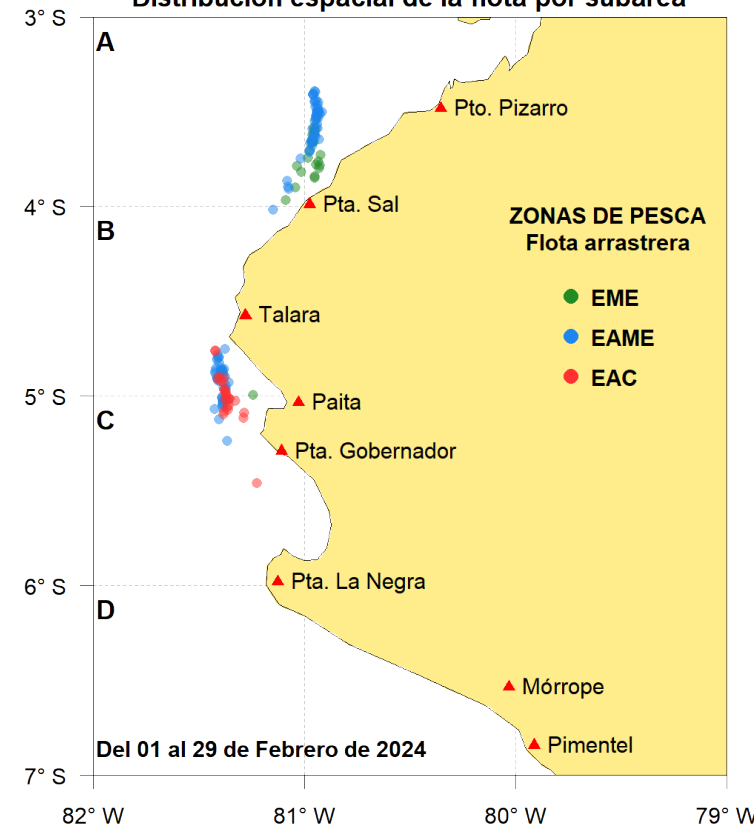 Distribución espacial de la flota por subárea
3° S
A
Pto. Pizarro
4° S
Pta. Sal
B
ZONAS DE PESCA
Flota arrastrera
EME
Talara
EAME
EAC
5° S
Paita
C
Pta. Gobernador
Pta. La Negra
6° S
D
Mórrope
Pimentel
Del 01 al 29 de Febrero de 2024
7° S
82° W
81° W
80° W
79° W